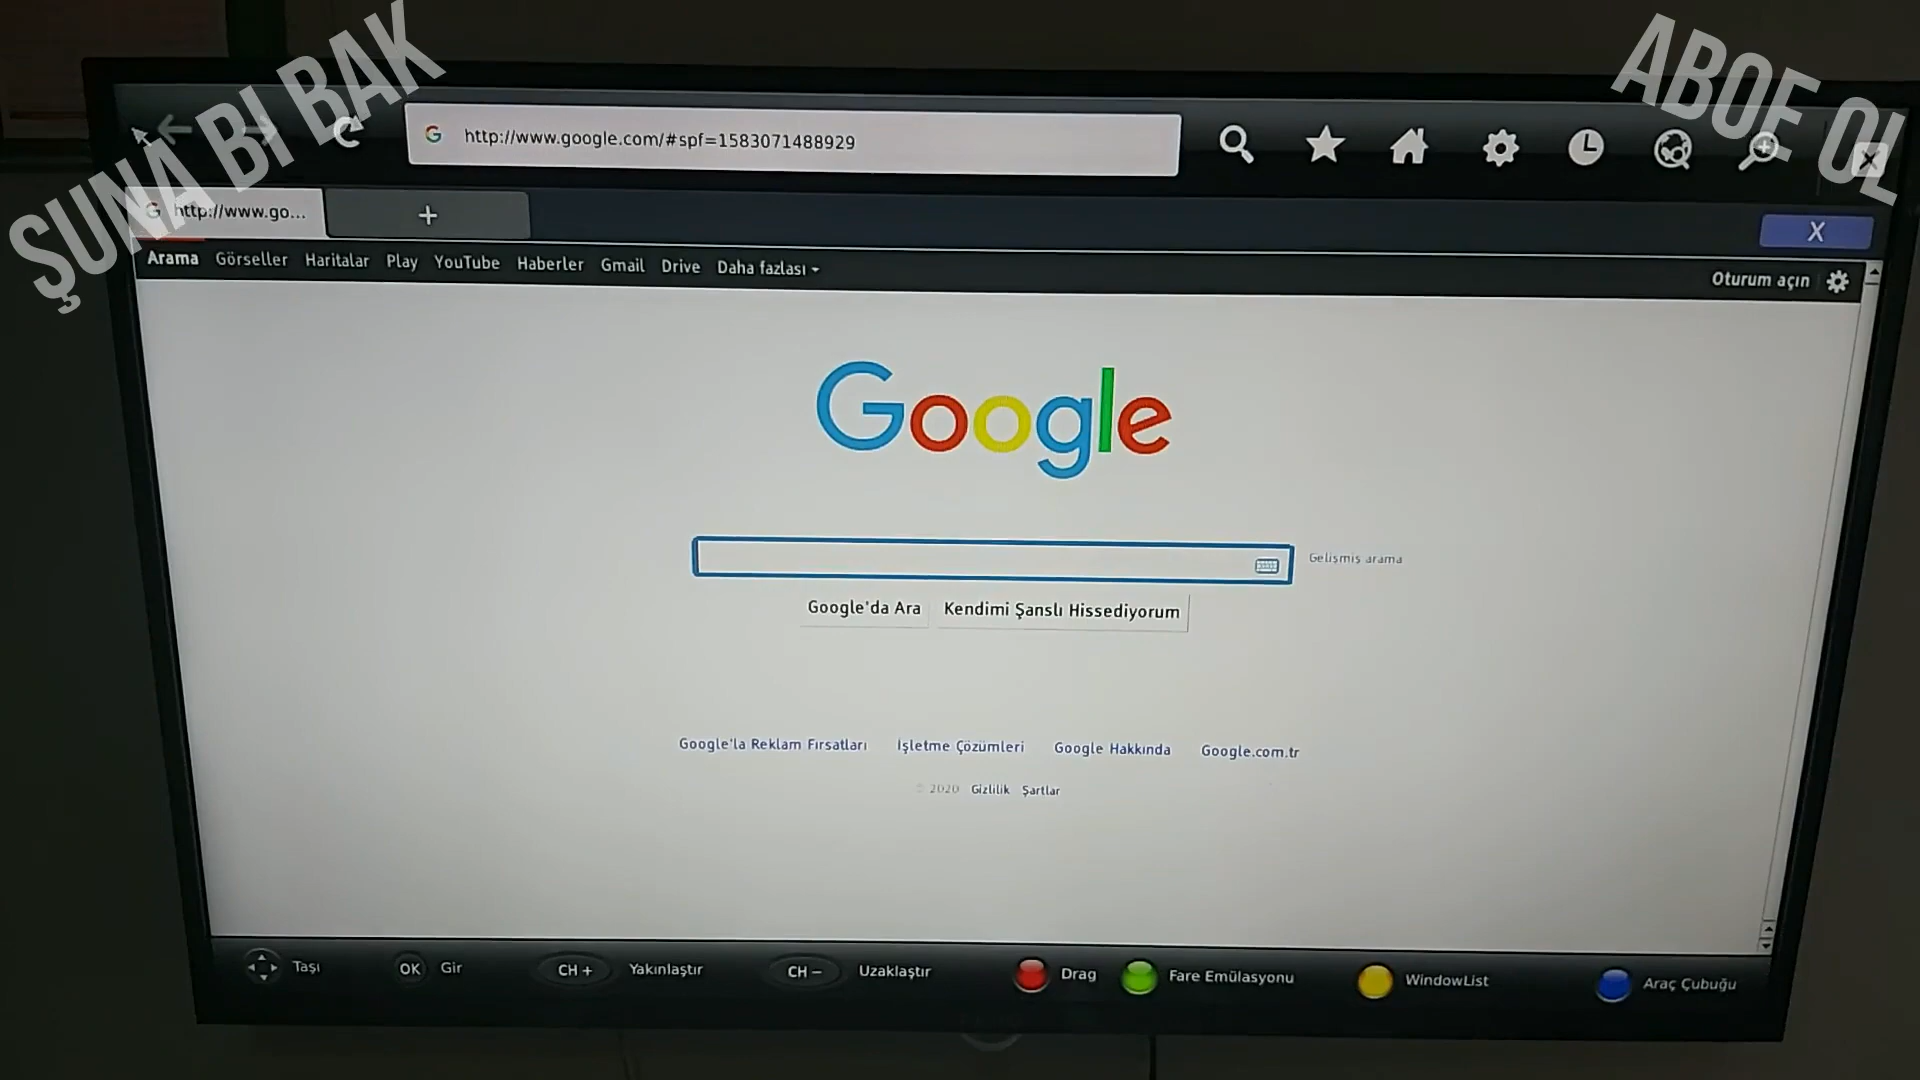 ŞUNA BI BAK
ABOE OL
http://www.google.com/#spf=1583071488929
http://www.go...
+
X
Arama Görseller Haritalar Play YouTube Haberler Gmail Drive Daha fazlası
Oturum açın
Google
Gelişmiş arama
Google'da Ara Kendimi Şanslı Hissediyorum
Google'la Reklam Fırsatları İşletme Çözümleri Google Hakkında Google.com.tr
© 2020 Gizlilik Şartlar
Taşı OK Gir CH + Yakınlaştır CH − Uzaklaştır Drag Fare Emülasyonu WindowList Araç Çubuğu